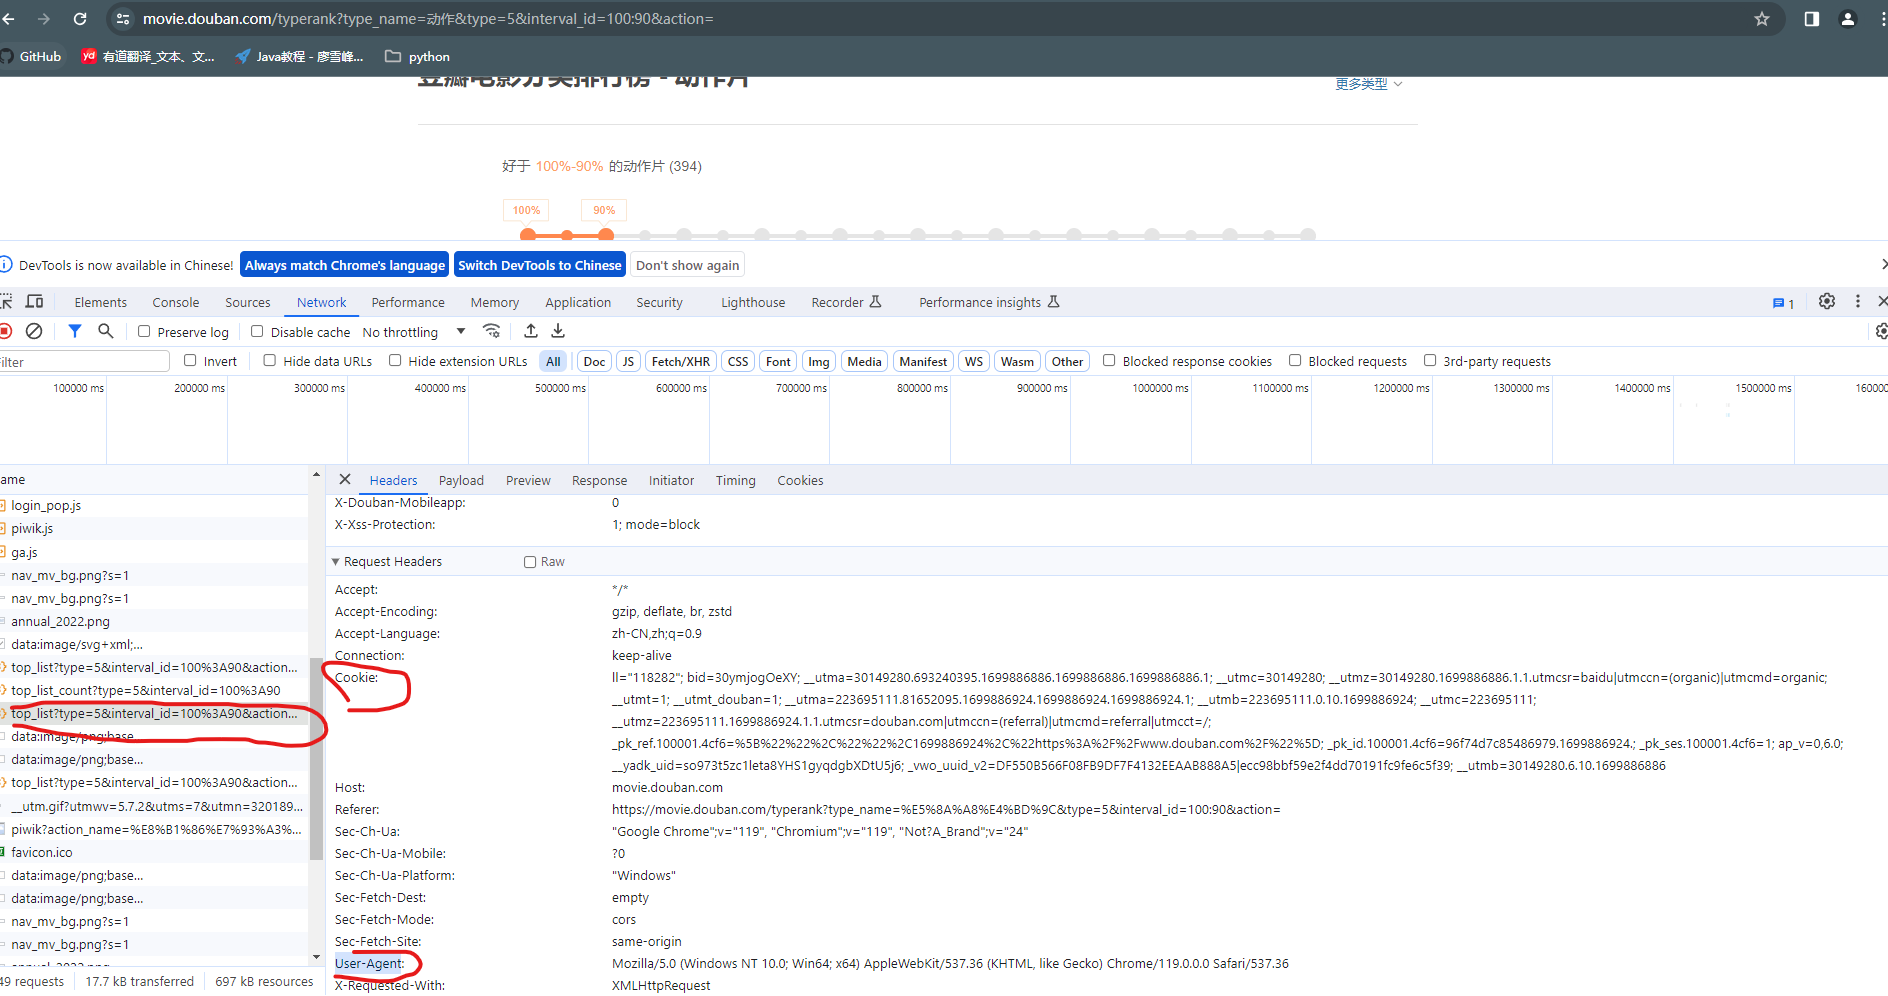 movie.douban.com/typerank?type_name=动作&type=5&interval_id=100:90&action=
GitHub
yd 有道翻译_文本、文...
Java教程 - 廖雪峰...
python
豆瓣电影分类排行榜 - 动作片
更多类型
好于 100%-90% 的动作片 (394)
100% 90%
DevTools is now available in Chinese! Always match Chrome's language Switch DevTools to Chinese Don't show again
Elements Console Sources Network Performance Memory Application Security Lighthouse Recorder Performance insights 1
Preserve log Disable cache No throttling
ilter Invert Hide data URLs Hide extension URLs All Doc JS Fetch/XHR CSS Font Img Media Manifest WS Wasm Other Blocked response cookies Blocked requests 3rd-party requests
100000 ms 200000 ms 300000 ms 400000 ms 500000 ms 600000 ms 700000 ms 800000 ms 900000 ms 1000000 ms 1100000 ms 1200000 ms 1300000 ms 1400000 ms 1500000 ms 160000
ame
login_pop.js
piwik.js
ga.js
nav_mv_bg.png?s=1
nav_mv_bg.png?s=1
annual_2022.png
data:image/svg+xml;...
top_list?type=5&interval_id=100%3A90&action...
top_list_count?type=5&interval_id=100%3A90
top_list?type=5&interval_id=100%3A90&action...
data:image/png;base...
data:image/png;base...
top_list?type=5&interval_id=100%3A90&action...
__utm.gif?utmwv=5.7.2&utms=7&utmn=320189...
piwik?action_name=%E8%B1%86%E7%93%A3%...
favicon.ico
data:image/png;base...
data:image/png;base...
nav_mv_bg.png?s=1
nav_mv_bg.png?s=1
annual_2022.png
49 requests 17.7 kB transferred 697 kB resources
Headers Payload Preview Response Initiator Timing Cookies
X-Douban-Mobileapp: 0
X-Xss-Protection: 1; mode=block
Request Headers Raw
Accept: */*
Accept-Encoding: gzip, deflate, br, zstd
Accept-Language: zh-CN,zh;q=0.9
Connection: keep-alive
Cookie: ll="118282"; bid=30ymjogOeXY; __utma=30149280.693240395.1699886886.1699886886.1699886886.1; __utmc=30149280; __utmz=30149280.1699886886.1.1.utmcsr=baidu|utmccn=(organic)|utmcmd=organic;
__utmt=1; __utmt_douban=1; __utma=223695111.81652095.1699886924.1699886924.1699886924.1; __utmb=223695111.0.10.1699886924; __utmc=223695111;
__utmz=223695111.1699886924.1.1.utmcsr=douban.com|utmccn=(referral)|utmcmd=referral|utmcct=/;
_pk_ref.100001.4cf6=%5B%22%22%2C%22%22%2C1699886924%2C%22https%3A%2F%2Fwww.douban.com%2F%22%5D; _pk_id.100001.4cf6=96f74d7c85486979.1699886924.; _pk_ses.100001.4cf6=1; ap_v=0,6.0;
__yadk_uid=so973t5zc1leta8YHS1gyqdgbXDtU5j6; _vwo_uuid_v2=DF550B566F08FB9DF7F4132EEAAB888A5|ecc98bbf59e2f4dd70191fc9fe6c5f39; __utmb=30149280.6.10.1699886886
Host: movie.douban.com
Referer: https://movie.douban.com/typerank?type_name=%E5%8A%A8%E4%BD%9C&type=5&interval_id=100:90&action=
Sec-Ch-Ua: "Google Chrome";v="119", "Chromium";v="119", "Not?A_Brand";v="24"
Sec-Ch-Ua-Mobile: ?0
Sec-Ch-Ua-Platform: "Windows"
Sec-Fetch-Dest: empty
Sec-Fetch-Mode: cors
Sec-Fetch-Site: same-origin
User-Agent: Mozilla/5.0 (Windows NT 10.0; Win64; x64) AppleWebKit/537.36 (KHTML, like Gecko) Chrome/119.0.0.0 Safari/537.36
X-Requested-With: XMLHttpRequest